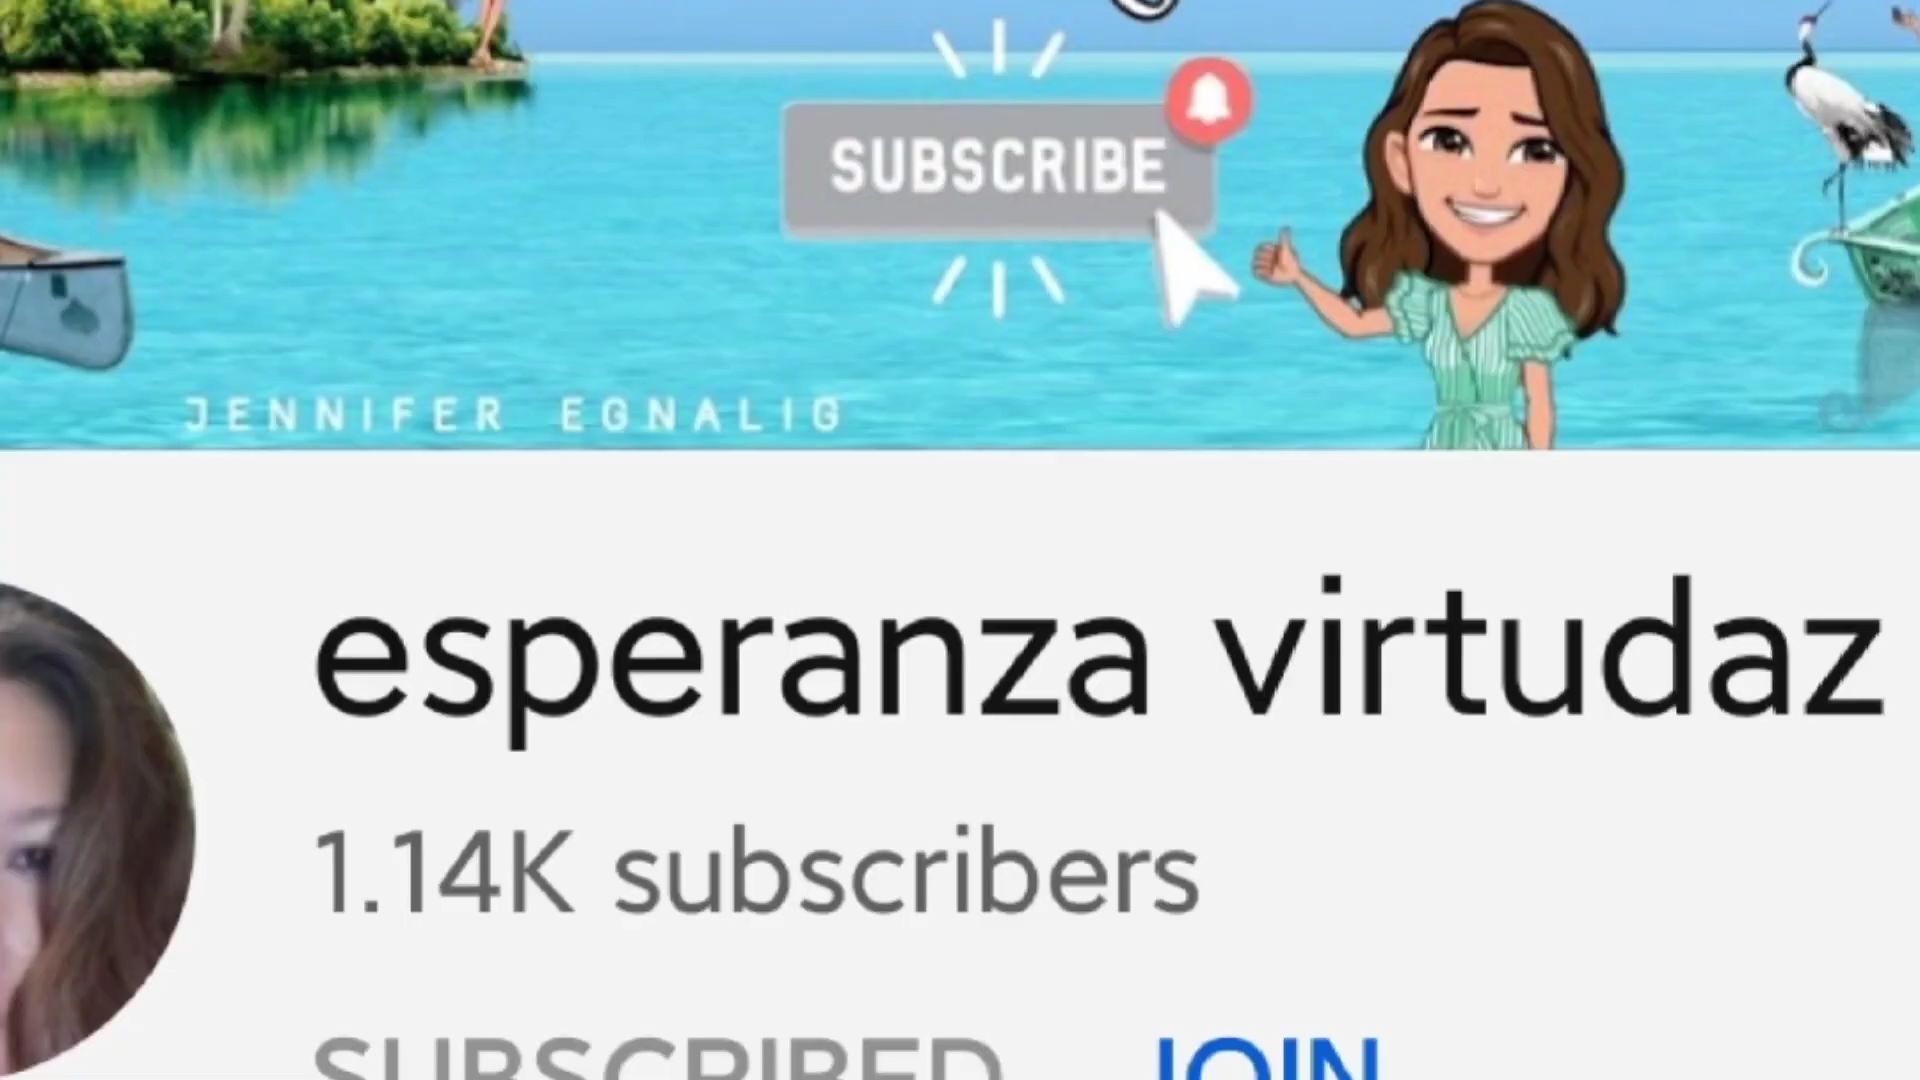 SUBSCRIBE
JENNIFER EGNALIG
esperanza virtudaz
1.14K subscribers
SUBSCRIBED JOIN